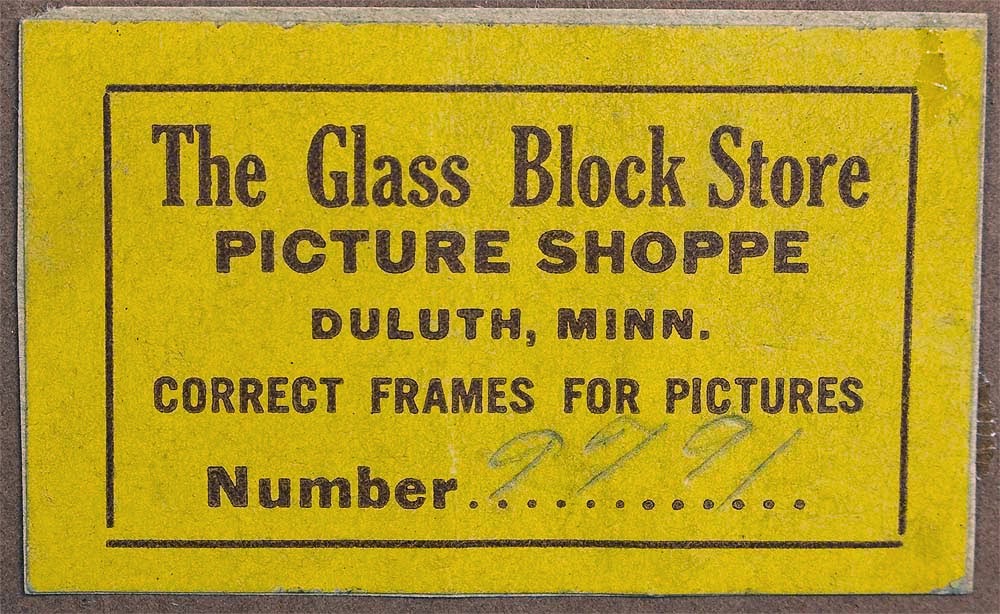 The Glass Block Store
PICTURE SHOPPE
DULUTH, MINN.
CORRECT FRAMES FOR PICTURES
Number............. 9791